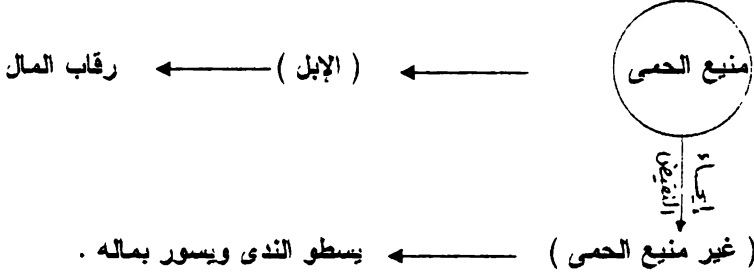 منيع الحمى ( الإبل ) رقاب المال
إيحاء
النقيض
( غير منيع الحمى ) يسطو الندى ويسور بماله .